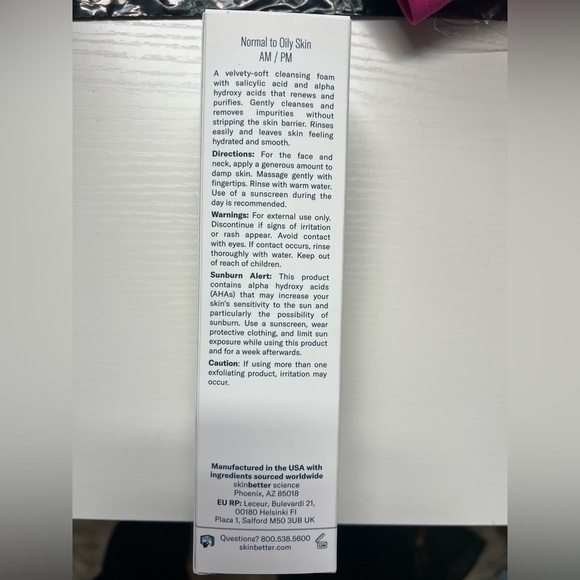 Normal to Oily Skin
AM / PM
A velvety-soft cleansing foam
with salicylic acid and alpha
hydroxy acids that renews and
purifies. Gently cleanses and
removes impurities without
stripping the skin barrier. Rinses
easily and leaves skin feeling
hydrated and smooth.
Directions: For the face and
neck, apply a generous amount to
damp skin. Massage gently with
fingertips. Rinse with warm water.
Use of a sunscreen during the
day is recommended.
Warnings: For external use only.
Discontinue if signs of irritation
or rash appear. Avoid contact
with eyes. If contact occurs, rinse
thoroughly with water. Keep out
of reach of children.
Sunburn Alert: This product
contains alpha hydroxy acids
(AHAs) that may increase your
skin's sensitivity to the sun and
particularly the possibility of
sunburn. Use a sunscreen, wear
protective clothing, and limit sun
exposure while using this product
and for a week afterwards.
Caution: If using more than one
exfoliating product, irritation may
occur.
Manufactured in the USA with
ingredients sourced worldwide
skinbetter science
Phoenix, AZ 85018
EU RP: Leceur, Bulevardi 21,
00180 Helsinki FI
Plaza 1, Salford M50 3UB UK
Questions? 800.538.5600
skinbetter.com